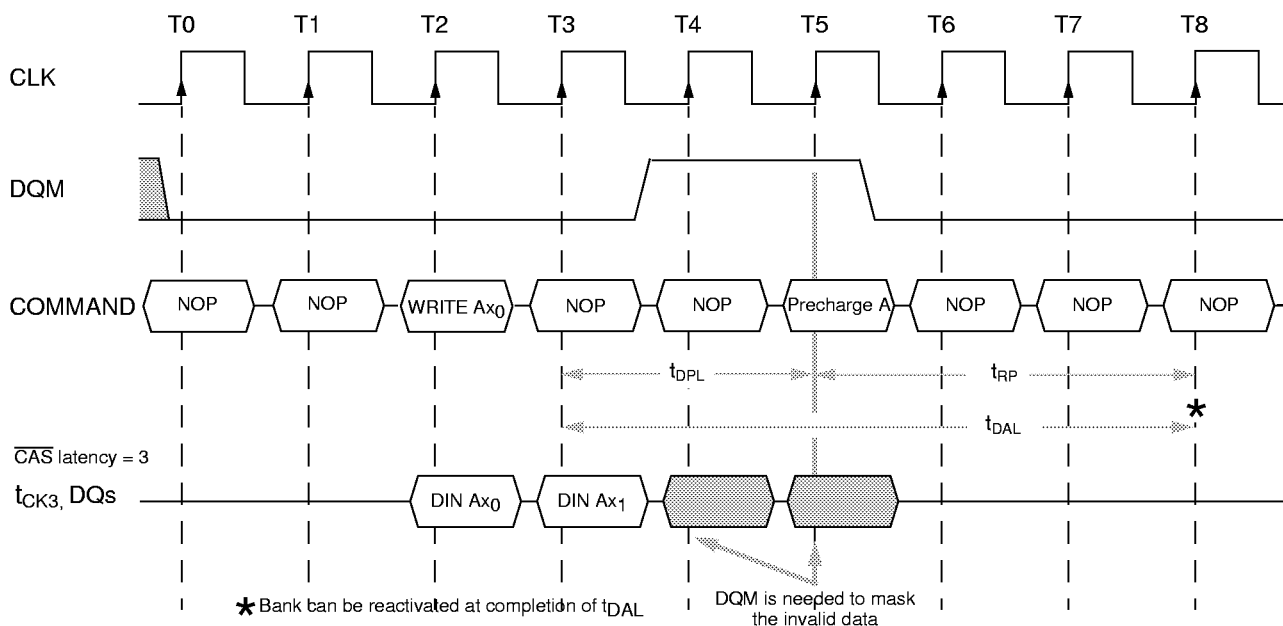 T0 T1 T2 T3 T4 T5 T6 T7 T8
CLK
DQM
COMMAND NOP NOP WRITE Ax0 NOP NOP Precharge A NOP NOP NOP
tDPL tRP
tDAL
*
CAS latency = 3
tCK3, DQs DIN Ax0 DIN Ax1
* Bank can be reactivated at completion of tDAL
DQM is needed to mask
the invalid data